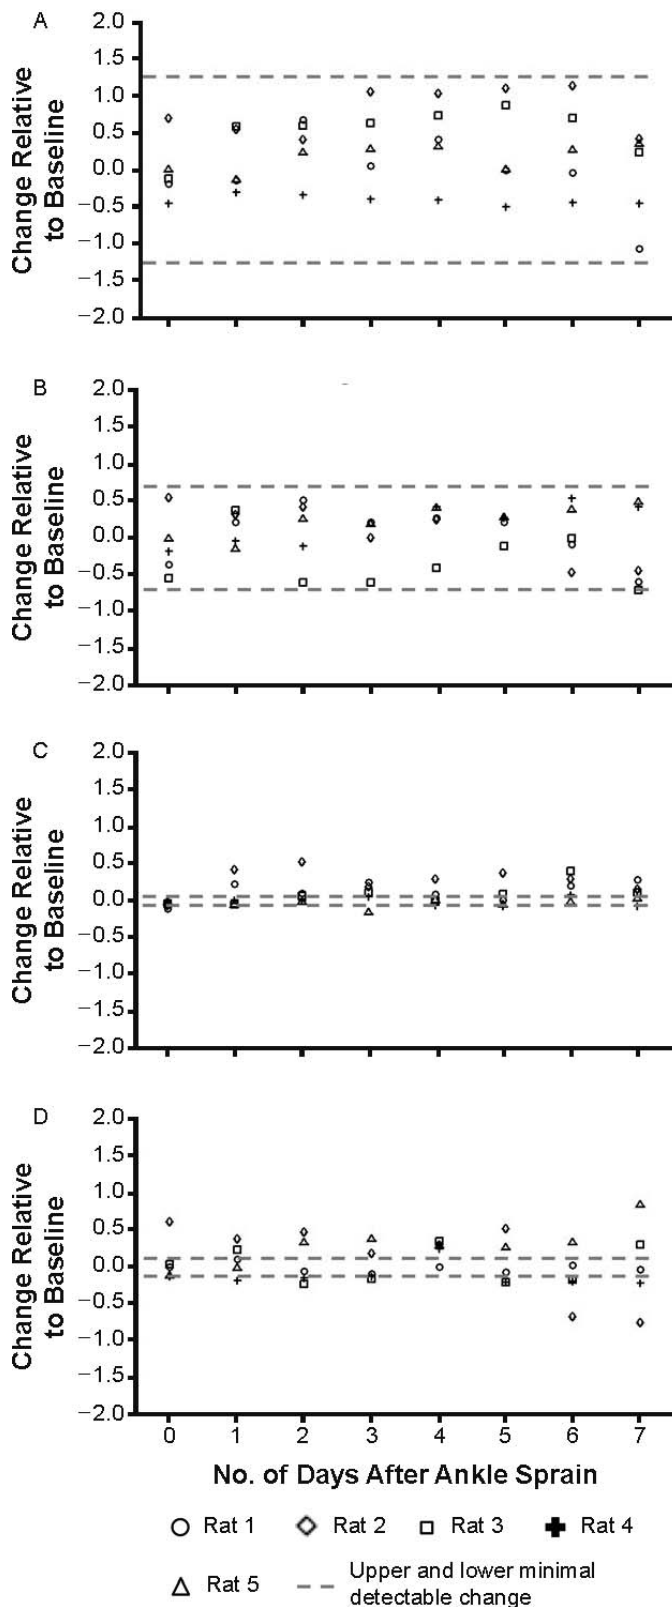 A
2.0
1.5
1.0
0.5
0.0
−0.5
−1.0
−1.5
−2.0
Change Relative
to Baseline
B
2.0
1.5
1.0
0.5
0.0
−0.5
−1.0
−1.5
−2.0
Change Relative
to Baseline
C
2.0
1.5
1.0
0.5
0.0
−0.5
−1.0
−1.5
−2.0
Change Relative
to Baseline
D
2.0
1.5
1.0
0.5
0.0
−0.5
−1.0
−1.5
−2.0
Change Relative
to Baseline
0 1 2 3 4 5 6 7
No. of Days After Ankle Sprain
Rat 1 Rat 2 Rat 3 Rat 4
Rat 5 Upper and lower minimal
detectable change